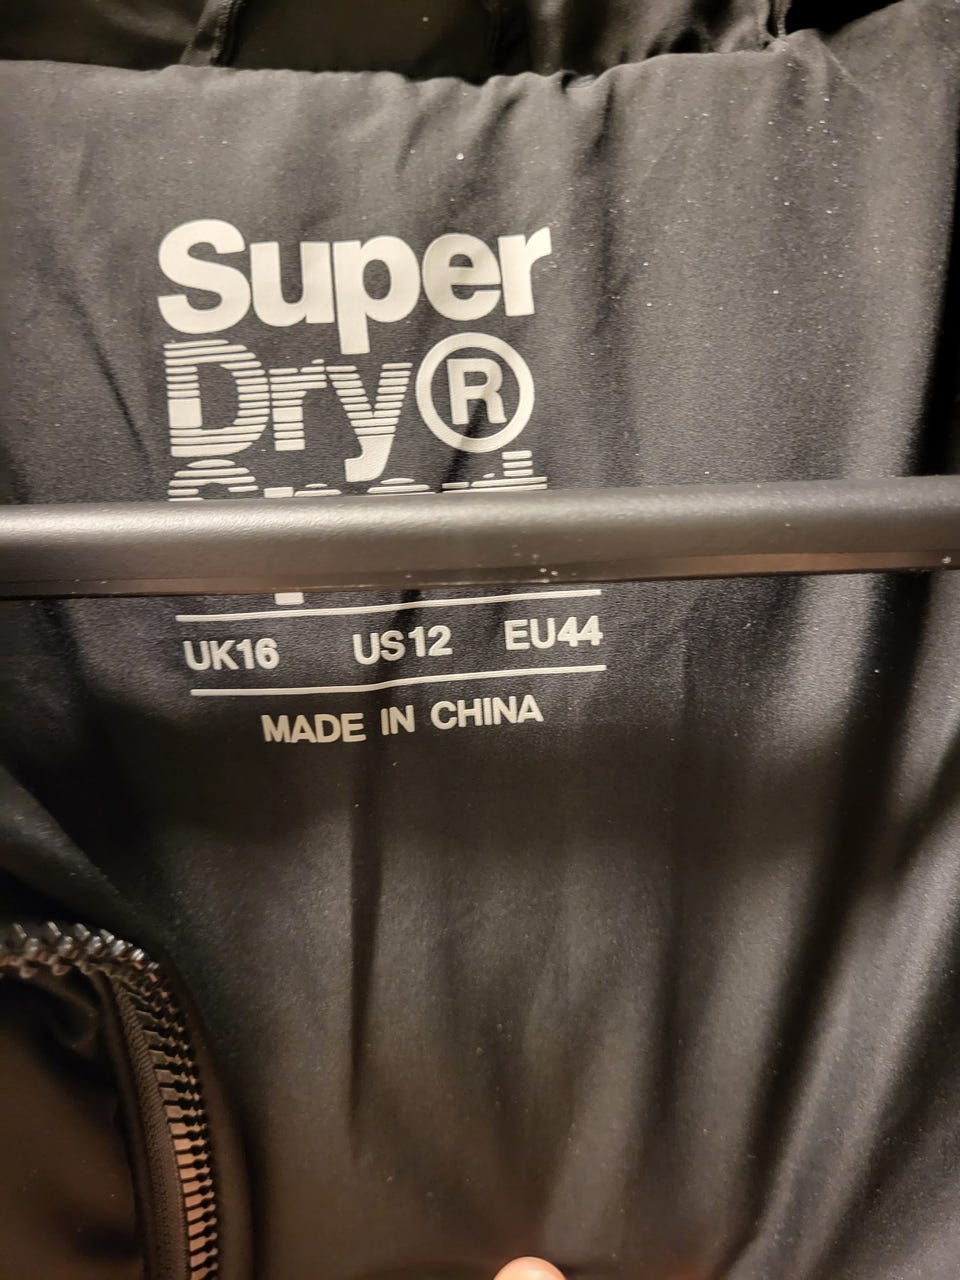 Super
Dry®
UK16 US12 EU44
MADE IN CHINA